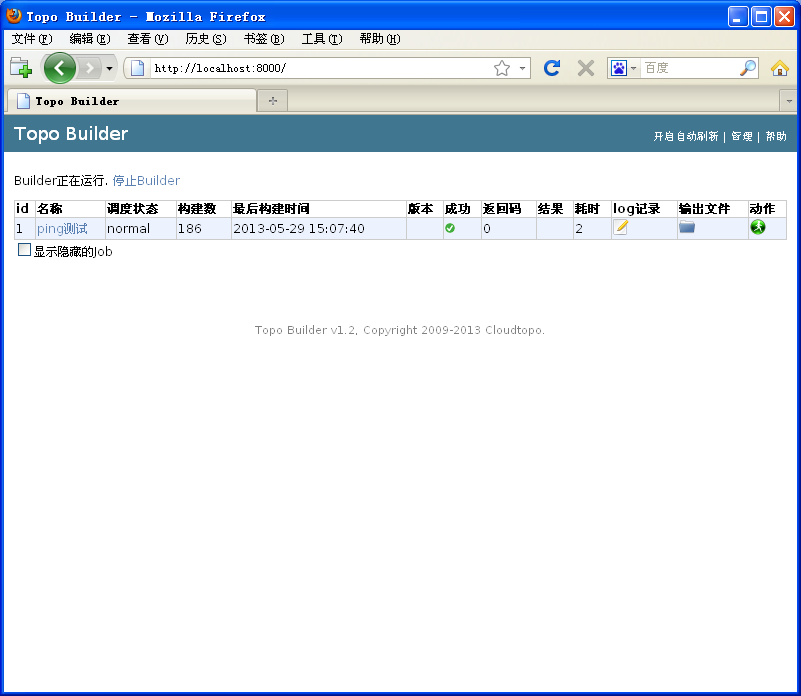 Topo Builder - Mozilla Firefox
文件(F) 编辑(E) 查看(V) 历史(S) 书签(B) 工具(T) 帮助(H)
http://localhost:8000/ 百度
Topo Builder
Topo Builder 开启自动刷新 | 管理 | 帮助
Builder正在运行. 停止Builder
id 名称 调度状态 构建数 最后构建时间 版本 成功 返回码 结果 耗时 log记录 输出文件 动作
1 ping测试 normal 186 2013-05-29 15:07:40 0 2
显示隐藏的Job
Topo Builder v1.2, Copyright 2009-2013 Cloudtopo.